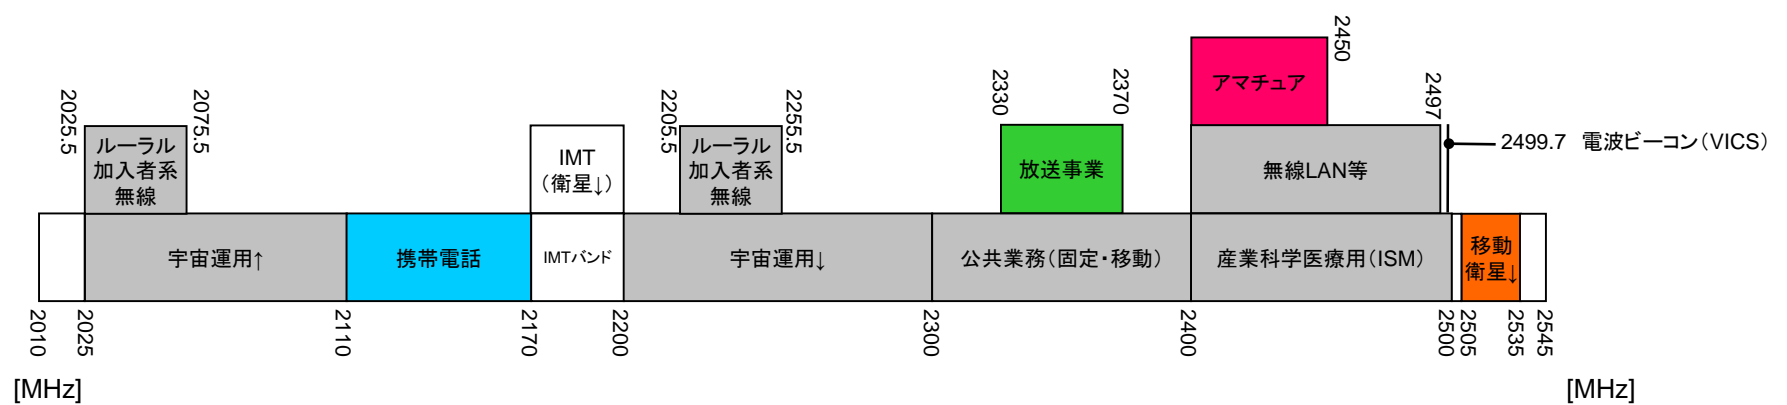 2450
アマチュア
2025.5
2075.5
2205.5
2255.5
2330
2370
2497
ルーラル
加入者系
無線
IMT
(衛星↓)
ルーラル
加入者系
無線
放送事業
無線LAN等
2499.7 電波ビーコン(VICS)
宇宙運用↑
携帯電話
IMTバンド
宇宙運用↓
公共業務(固定・移動)
産業科学医療用(ISM)
移動
衛星↓
2010
2025
2110
2170
2200
2300
2400
2500
2505
2535
2545
[MHz]
[MHz]